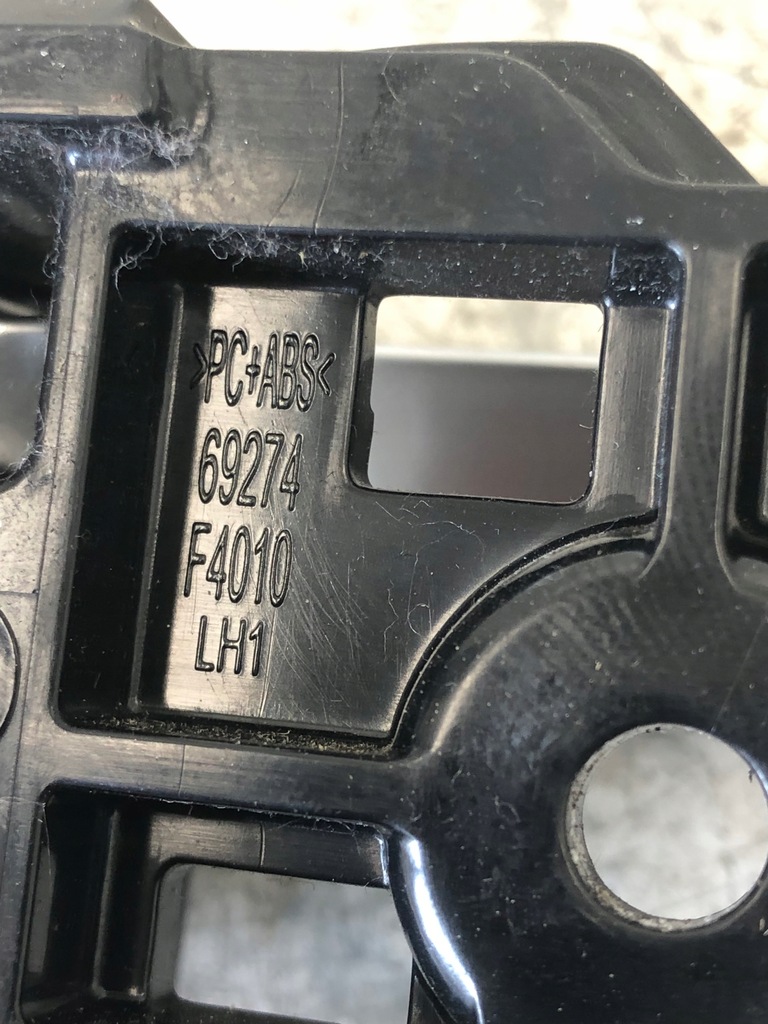 >PC+ABS<
69274
F4010
LH1